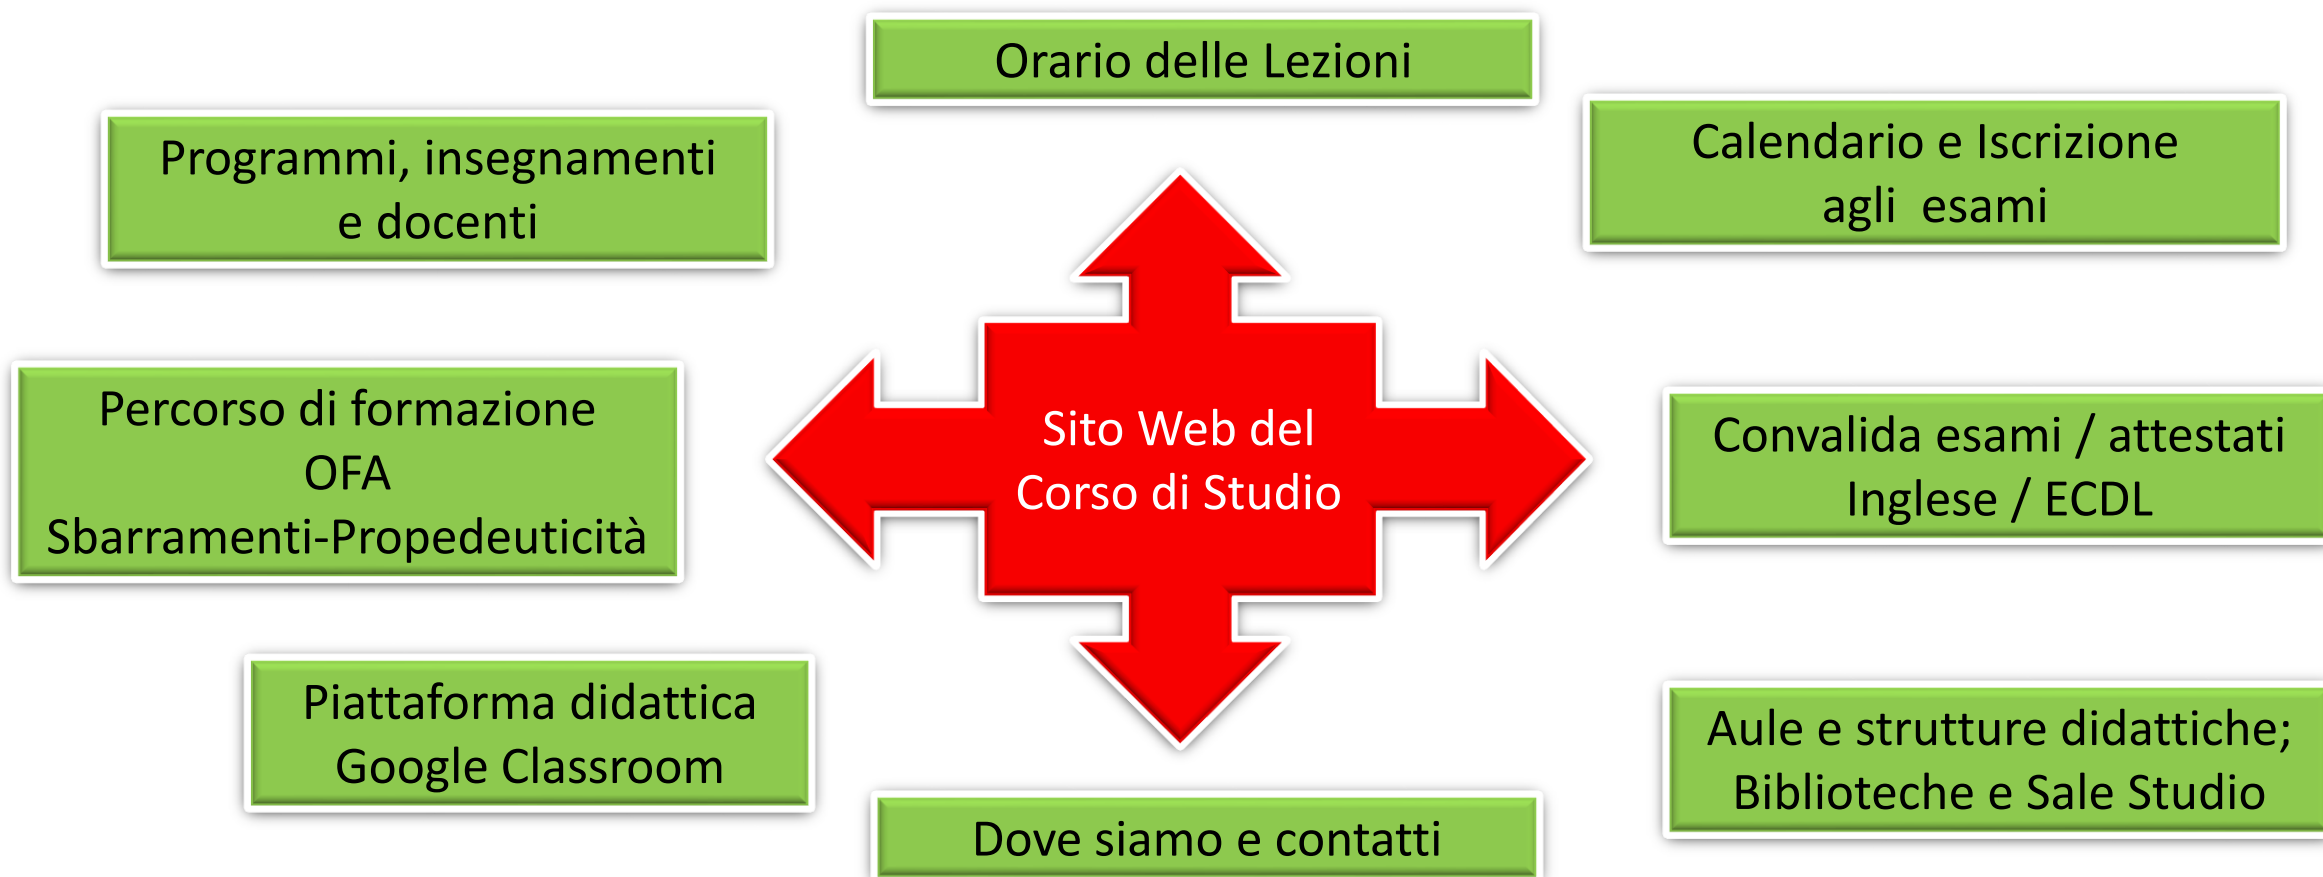 Orario delle Lezioni
Programmi, insegnamenti
e docenti
Calendario e Iscrizione
agli  esami
Percorso di formazione
OFA
Sbarramenti-Propedeuticità
Sito Web del
Corso di Studio
Convalida esami / attestati
Inglese / ECDL
Piattaforma didattica
Google Classroom
Aule e strutture didattiche;
Biblioteche e Sale Studio
Dove siamo e contatti